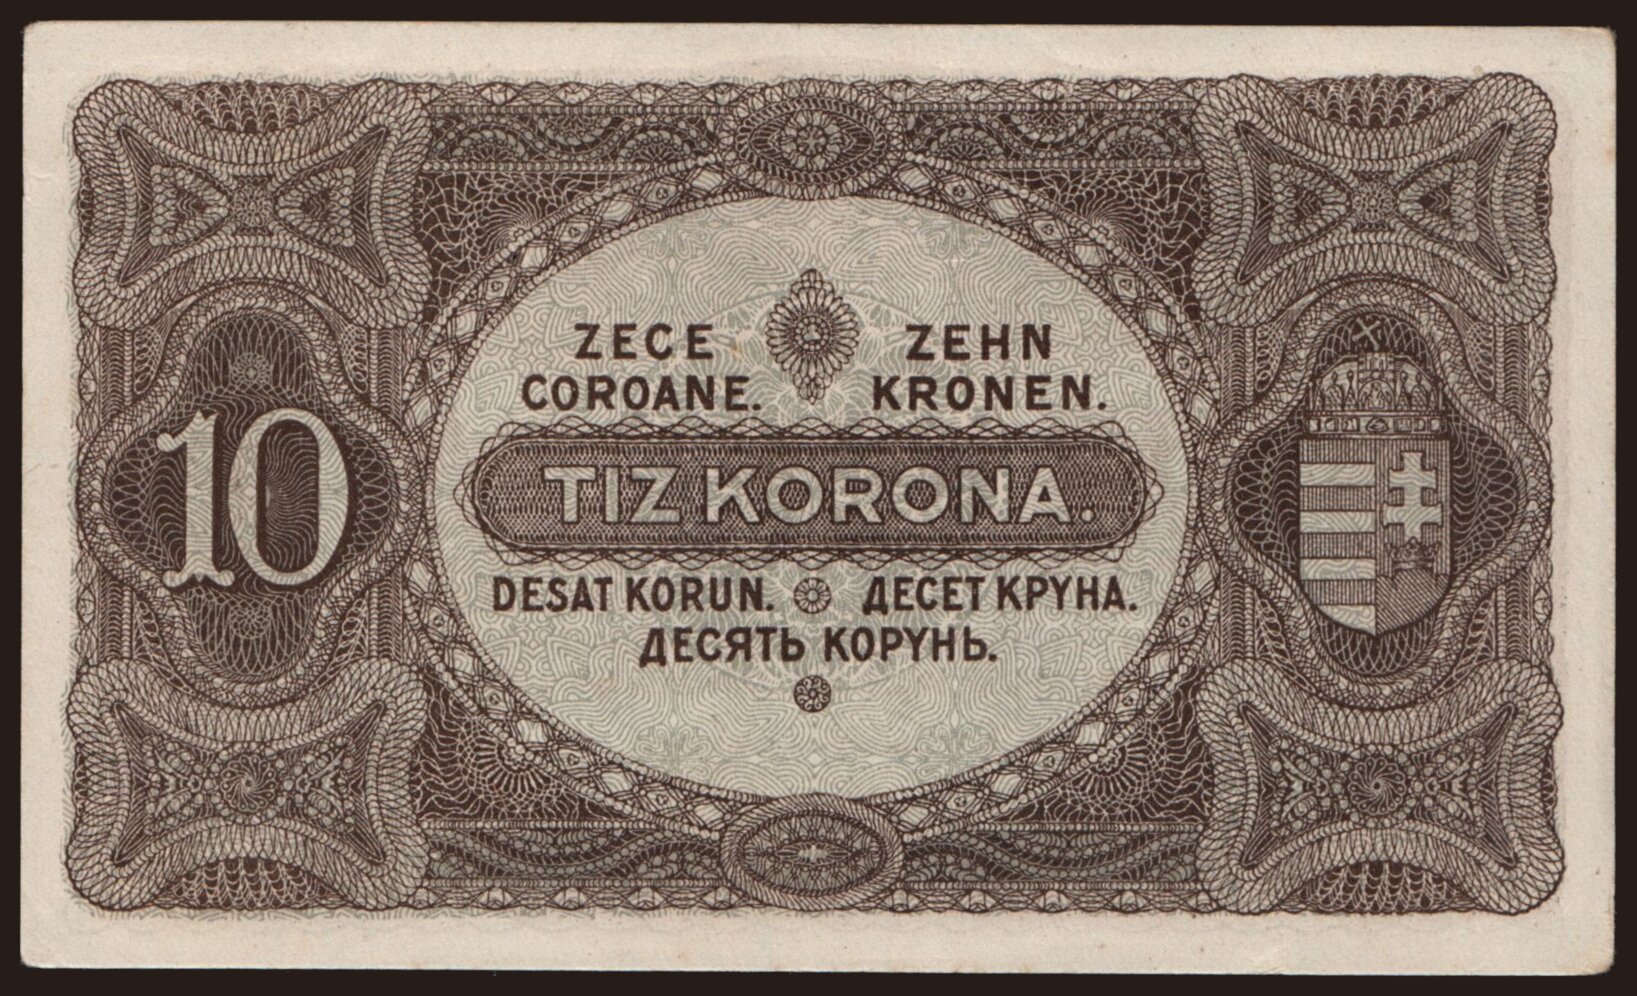 ZECE
COROANE.
ZEHN
KRONEN.
10
TIZ KORONA.
DESAT KORUN.
ДЕСЕТ КРУНА.
ДЕСЯТЬ КОРУНЬ.